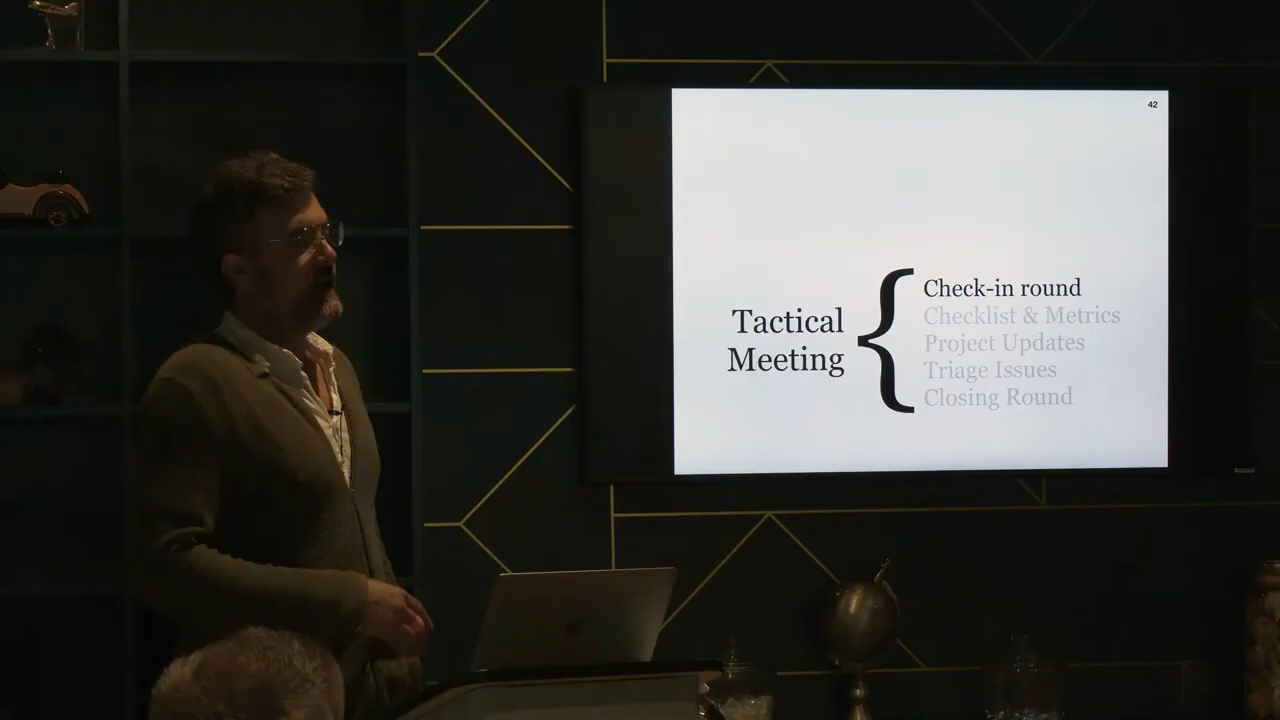 42
Tactical
Meeting
Check-in round
Checklist & Metrics
Project Updates
Triage Issues
Closing Round